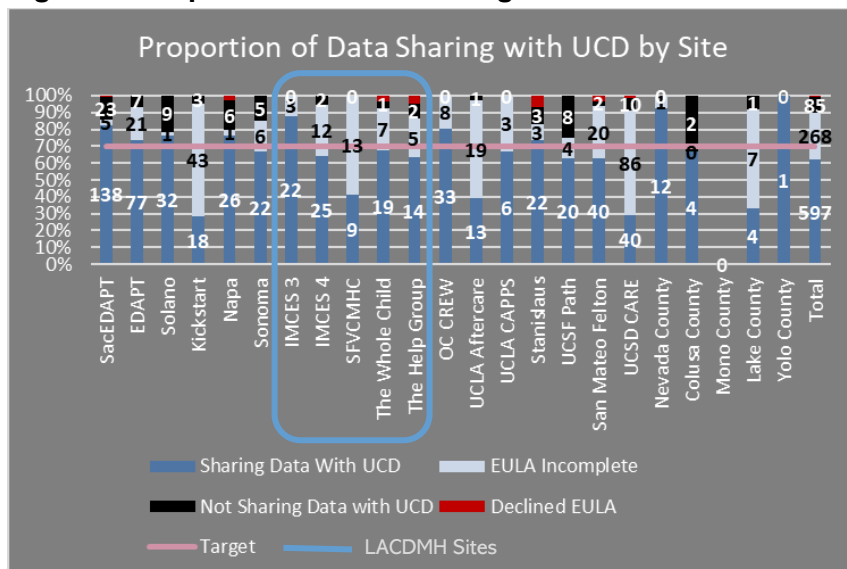 Proportion of Data Sharing with UCD by Site
100%
90%
80%
70%
60%
50%
40%
30%
20%
10%
0%
23 7 9 3 6 5 0 2 0 1 2 0 1 0 3 8 2 10 0 2 0 1 0 85
5 21 1 43 1 6 3 12 13 7 5 8 19 3 3 4 20 86 1 0 7 268
138 77 32 18 26 22 22 25 9 19 14 33 13 6 22 20 40 40 12 4 4 1 597
SacEDAPT
EDAPT
Solano
Kickstart
Napa
Sonoma
IMCES 3
IMCES 4
SFVCMHC
The Whole Child
The Help Group
OC CREW
UCLA Aftercare
UCLA CAPPS
Stanislaus
UCSF Path
San Mateo Felton
UCSD CARE
Nevada County
Colusa County
Mono County
Lake County
Yolo County
Total
Sharing Data With UCD
EULA Incomplete
Not Sharing Data with UCD
Declined EULA
Target
LACDMH Sites